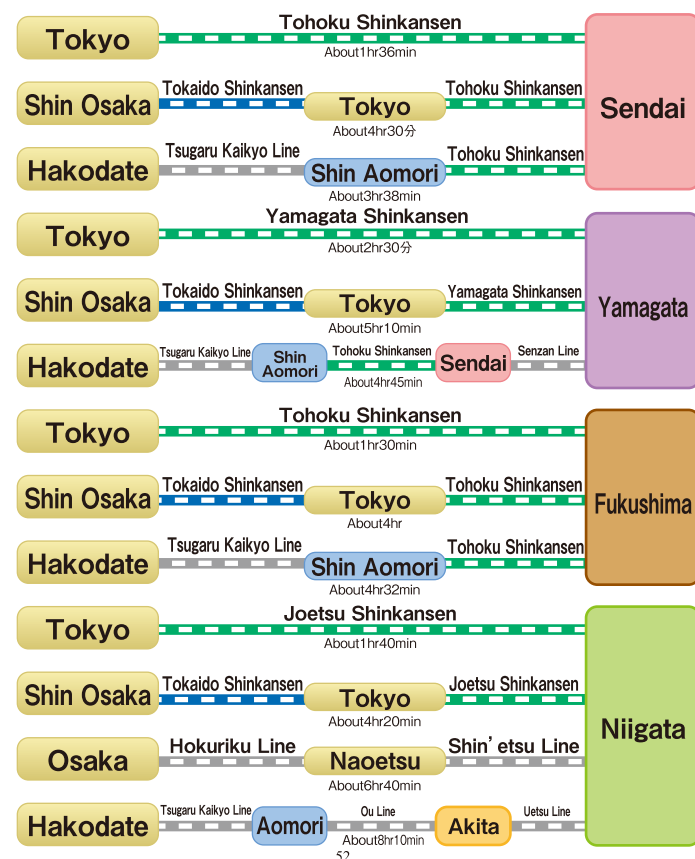 Tohoku Shinkansen
Tokyo
About1hr36min
Sendai
Tokaido Shinkansen
Tohoku Shinkansen
Shin Osaka
Tokyo
About4hr30分
Tsugaru Kaikyo Line
Tohoku Shinkansen
Hakodate
Shin Aomori
About3hr38min
Yamagata Shinkansen
Tokyo
About2hr30分
Yamagata
Tokaido Shinkansen
Yamagata Shinkansen
Shin Osaka
Tokyo
About5hr10min
Tsugaru Kaikyo Line
Shin
Aomori
Tohoku Shinkansen
Sendai
Senzan Line
Hakodate
About4hr45min
Tohoku Shinkansen
Tokyo
About1hr30min
Fukushima
Tokaido Shinkansen
Tohoku Shinkansen
Shin Osaka
Tokyo
About4hr
Tsugaru Kaikyo Line
Tohoku Shinkansen
Hakodate
Shin Aomori
About4hr32min
Joetsu Shinkansen
Tokyo
About1hr40min
Niigata
Tokaido Shinkansen
Joetsu Shinkansen
Shin Osaka
Tokyo
About4hr20min
Hokuriku Line
Shin'etsu Line
Osaka
Naoetsu
About6hr40min
Tsugaru Kaikyo Line
Ou Line
Uetsu Line
Hakodate
Aomori
Akita
About8hr10min
52